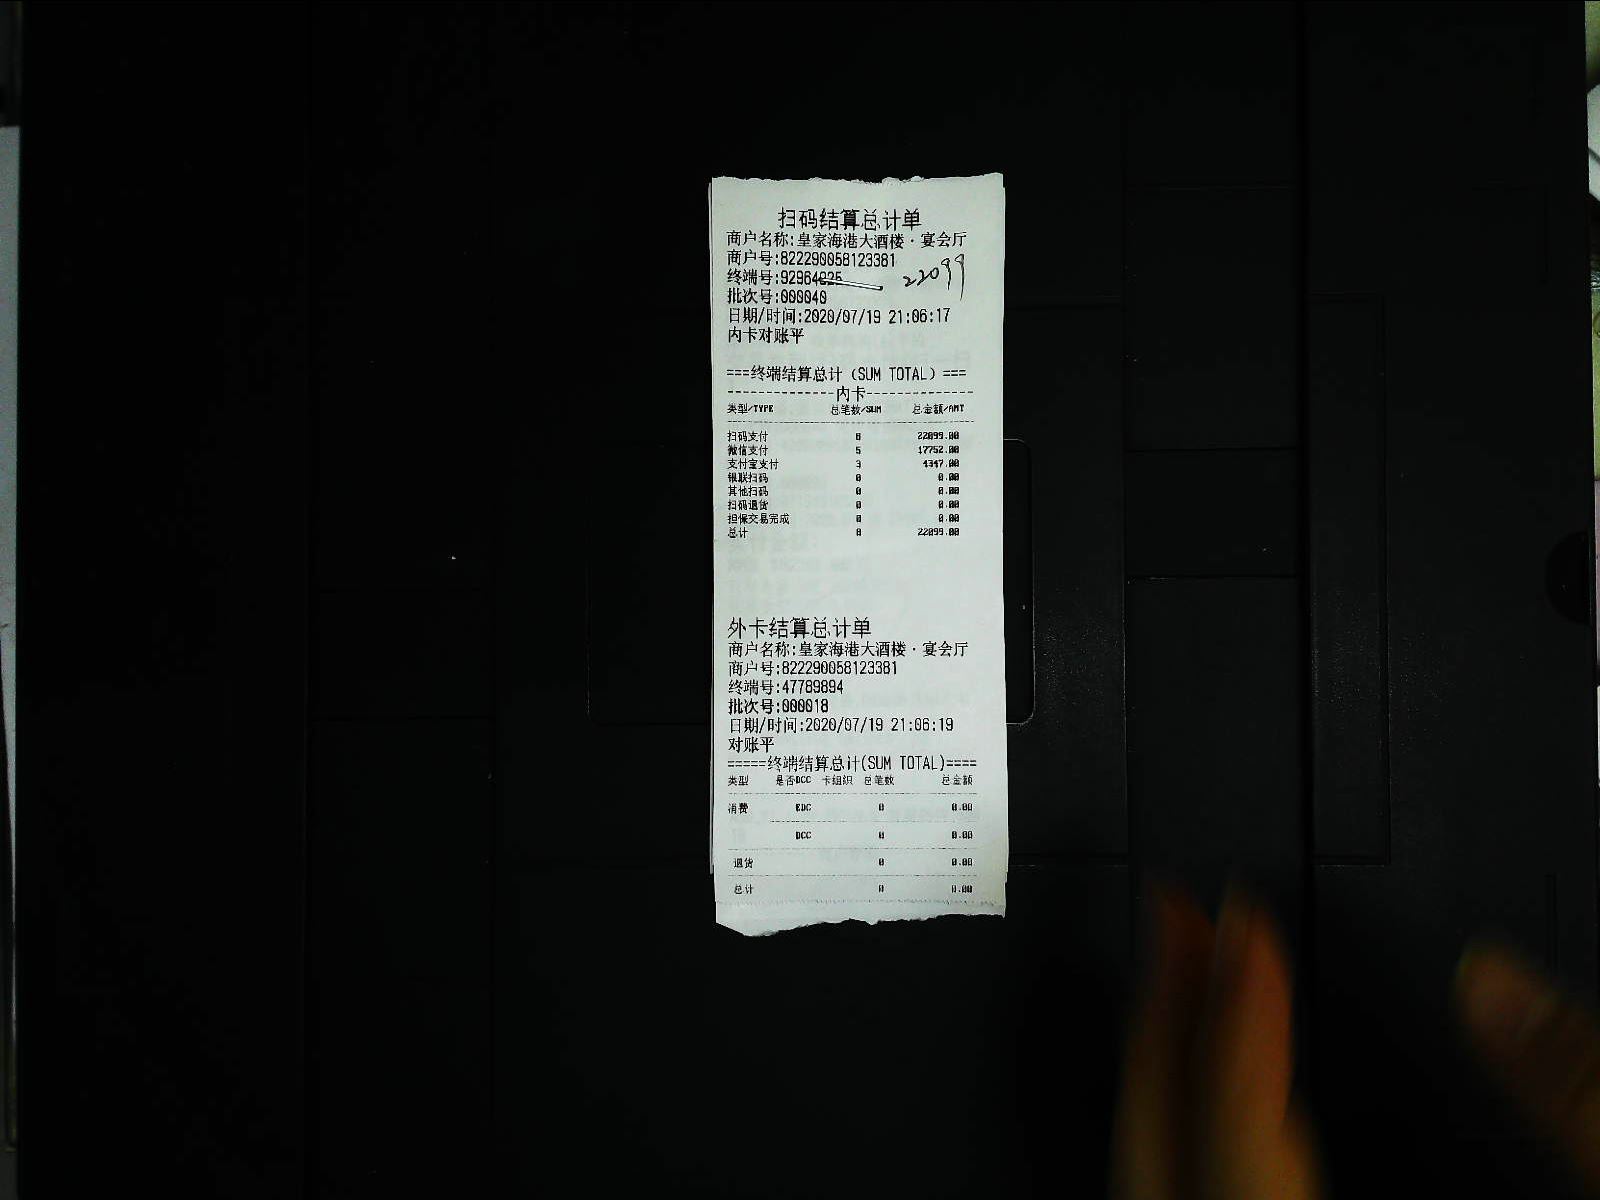 扫码结算总计单
商户名称:皇家海港大酒楼·宴会厅
商户号:822290058123381
22099
终端号:92964026
批次号:000040
日期/时间:2020/07/19 21:06:17
内卡对账平
===终端结算总计（SUM TOTAL）===
---------------内卡---------------
类型/TYPE 总笔数/SUM 总金额/AMT
扫码支付 8 22099.00
微信支付 5 17752.00
支付宝支付 3 4347.00
银联扫码 0 0.00
其他扫码 0 0.00
扫码退货 0 0.00
担保交易完成 0 0.00
总计 8 22099.00
外卡结算总计单
商户名称:皇家海港大酒楼·宴会厅
商户号:822290058123381
终端号:47789894
批次号:000018
日期/时间:2020/07/19 21:06:19
对账平
=====终端结算总计(SUM TOTAL)====
类型 是否DCC 卡组织 总笔数 总金额
消费 EDC 0 0.00
DCC 0 0.00
退货 0 0.00
总计 0 0.00